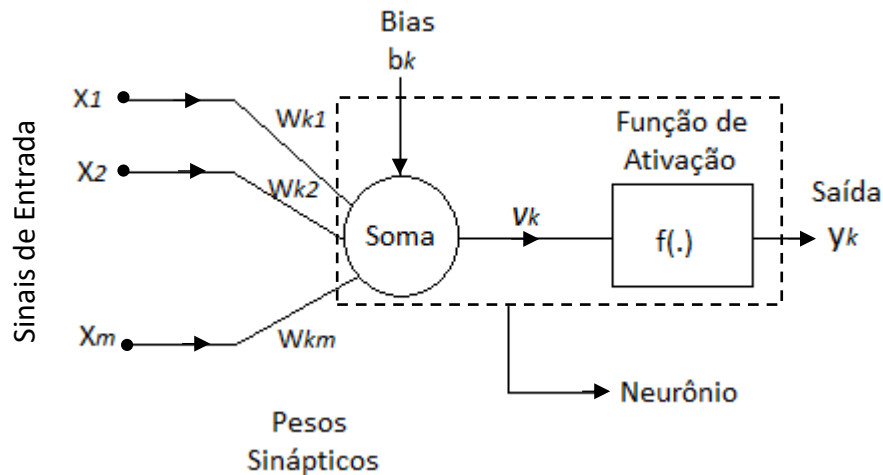 Bias
bk
X1
X2
Xm
Sinais de Entrada
Wk1
Wk2
Wkm
Soma
vk
Função de
Ativação
f(.)
Saída
yk
Neurônio
Pesos
Sinápticos